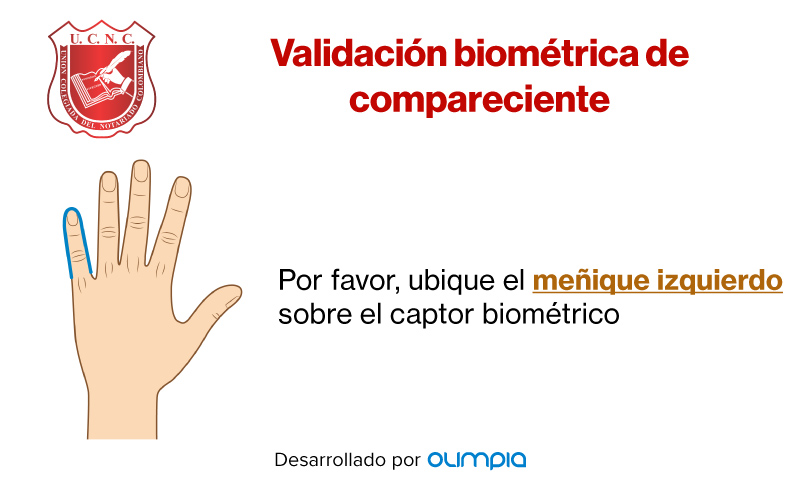 U. C. N. C.
UNIÓN COLEGIADA DEL NOTARIADO COLOMBIANO
Validación biométrica de
compareciente
Por favor, ubique el meñique izquierdo
sobre el captor biométrico
Desarrollado por OLIMPIA